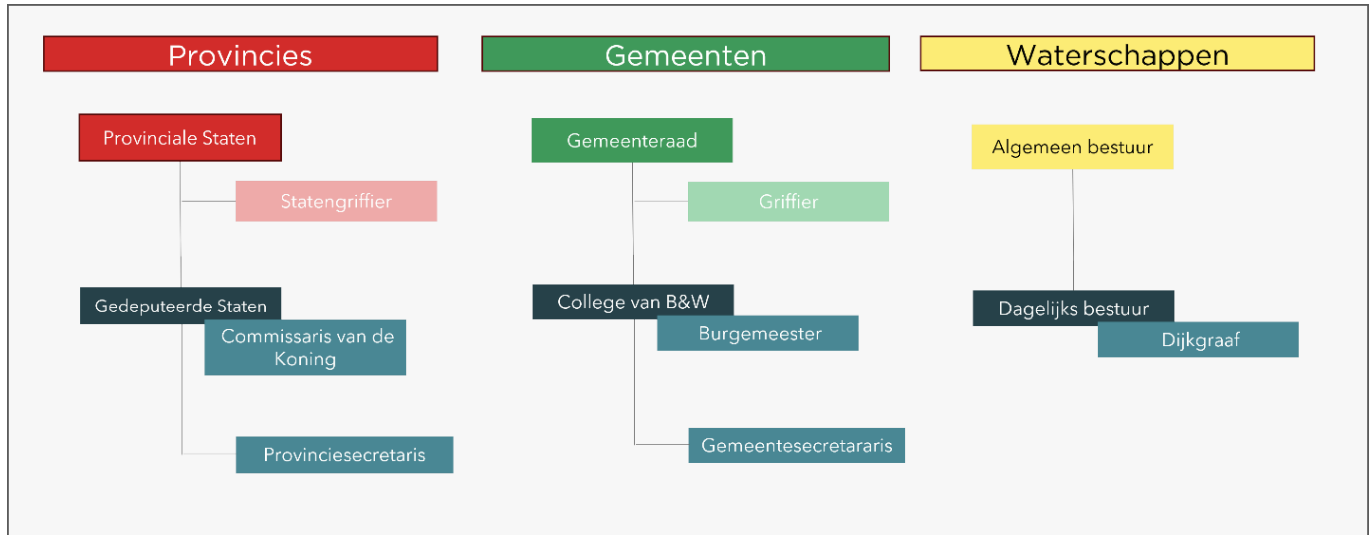 Provincies
Gemeenten
Waterschappen
Provinciale Staten
Statengriffier
Gedeputeerde Staten
Commissaris van de
Koning
Provinciesecretaris
Gemeenteraad
Griffier
College van B&W
Burgemeester
Gemeentesecretararis
Algemeen bestuur
Dagelijks bestuur
Dijkgraaf